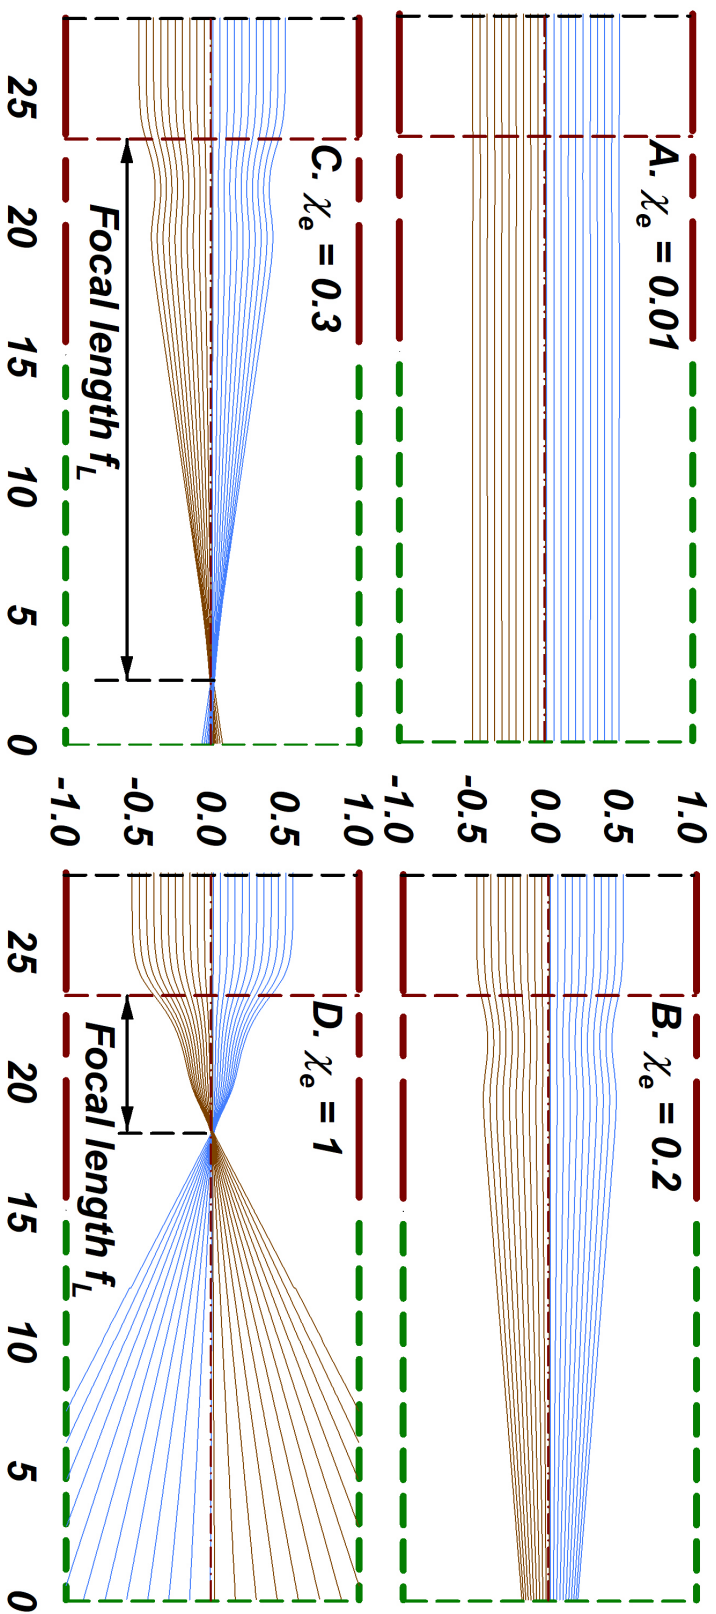 A. χe = 0.01
1.0
B. χe = 0.2
0.5
0.0
-0.5
-1.0
C. χe = 0.3
1.0
D. χe = 1
0.5
0.0
-0.5
Focal length fL
Focal length fL
-1.0
25 20 15 10 5 0 25 20 15 10 5 0